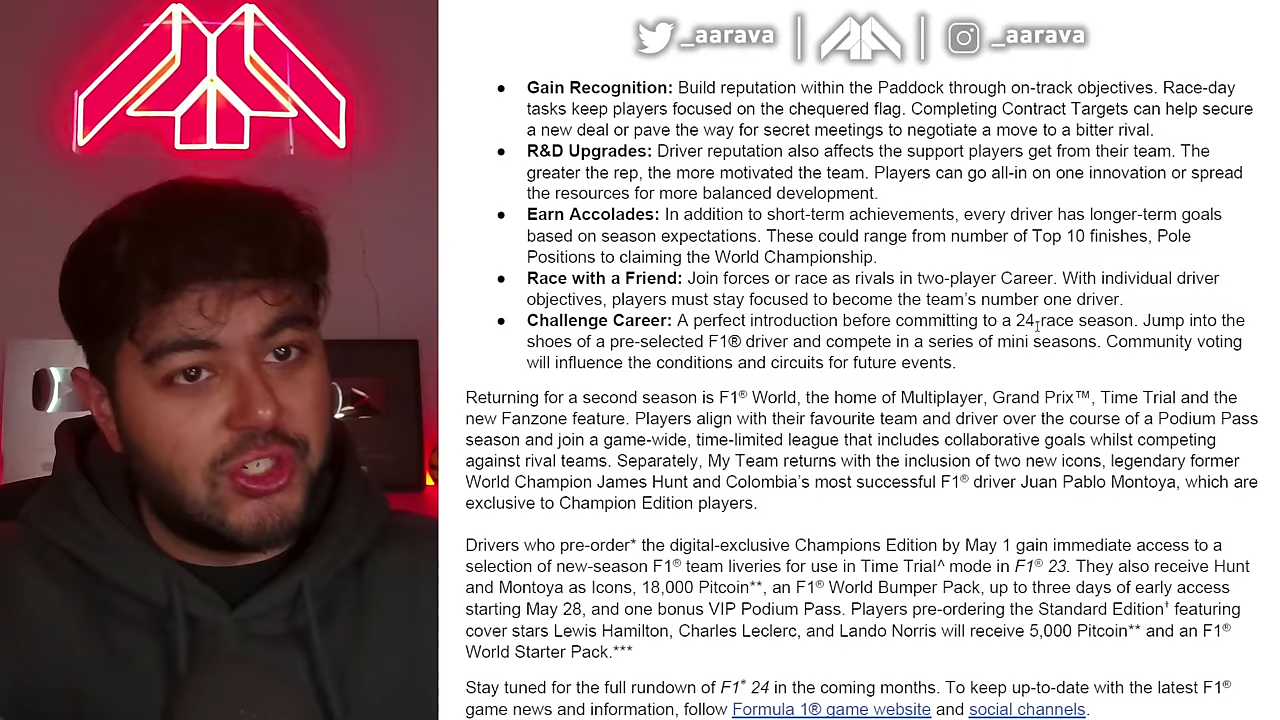 _aarava | | _aarava
● Gain Recognition: Build reputation within the Paddock through on-track objectives. Race-day
tasks keep players focused on the chequered flag. Completing Contract Targets can help secure
a new deal or pave the way for secret meetings to negotiate a move to a bitter rival.
● R&D Upgrades: Driver reputation also affects the support players get from their team. The
greater the rep, the more motivated the team. Players can go all-in on one innovation or spread
the resources for more balanced development.
● Earn Accolades: In addition to short-term achievements, every driver has longer-term goals
based on season expectations. These could range from number of Top 10 finishes, Pole
Positions to claiming the World Championship.
● Race with a Friend: Join forces or race as rivals in two-player Career. With individual driver
objectives, players must stay focused to become the team's number one driver.
● Challenge Career: A perfect introduction before committing to a 24-race season. Jump into the
shoes of a pre-selected F1® driver and compete in a series of mini seasons. Community voting
will influence the conditions and circuits for future events.
Returning for a second season is F1® World, the home of Multiplayer, Grand Prix™, Time Trial and the
new Fanzone feature. Players align with their favourite team and driver over the course of a Podium Pass
season and join a game-wide, time-limited league that includes collaborative goals whilst competing
against rival teams. Separately, My Team returns with the inclusion of two new icons, legendary former
World Champion James Hunt and Colombia's most successful F1® driver Juan Pablo Montoya, which are
exclusive to Champion Edition players.
Drivers who pre-order* the digital-exclusive Champions Edition by May 1 gain immediate access to a
selection of new-season F1® team liveries for use in Time Trial^ mode in F1® 23. They also receive Hunt
and Montoya as Icons, 18,000 Pitcoin**, an F1® World Bumper Pack, up to three days of early access
starting May 28, and one bonus VIP Podium Pass. Players pre-ordering the Standard Edition† featuring
cover stars Lewis Hamilton, Charles Leclerc, and Lando Norris will receive 5,000 Pitcoin** and an F1®
World Starter Pack.***
Stay tuned for the full rundown of F1® 24 in the coming months. To keep up-to-date with the latest F1®
game news and information, follow Formula 1® game website and social channels.